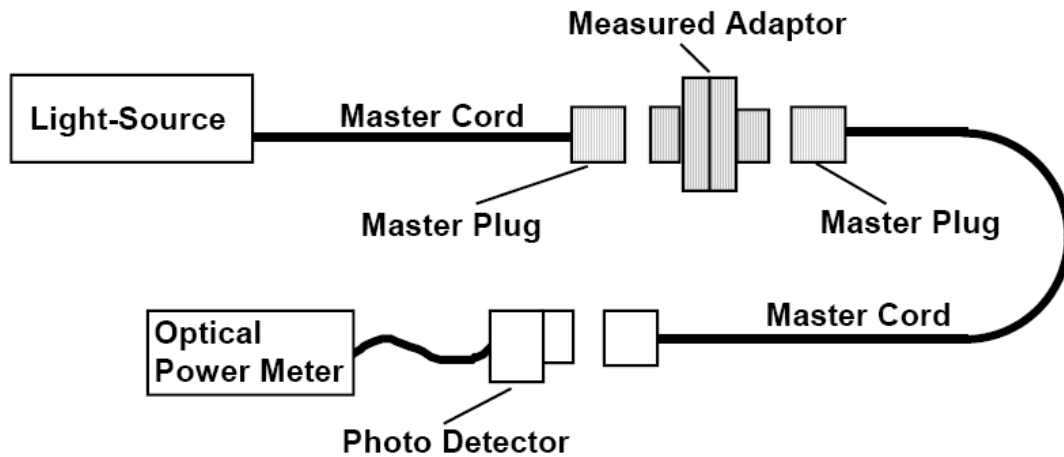 Measured Adaptor
Light-Source
Master Cord
Master Plug
Master Plug
Master Cord
Optical
Power Meter
Photo Detector